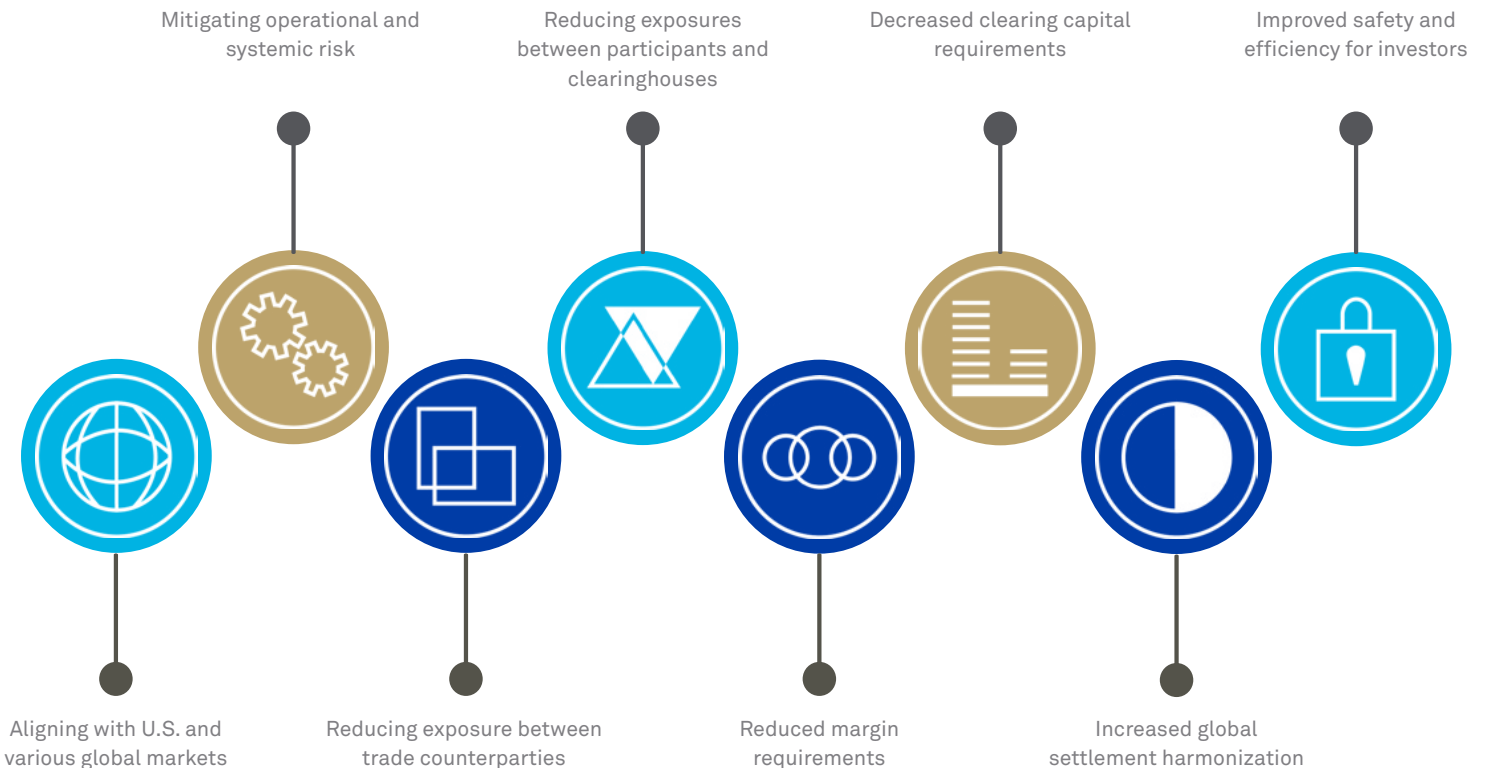 Mitigating operational and
systemic risk
Reducing exposures
between participants and
clearinghouses
Decreased clearing capital
requirements
Improved safety and
efficiency for investors
Aligning with U.S. and
various global markets
Reducing exposure between
trade counterparties
Reduced margin
requirements
Increased global
settlement harmonization